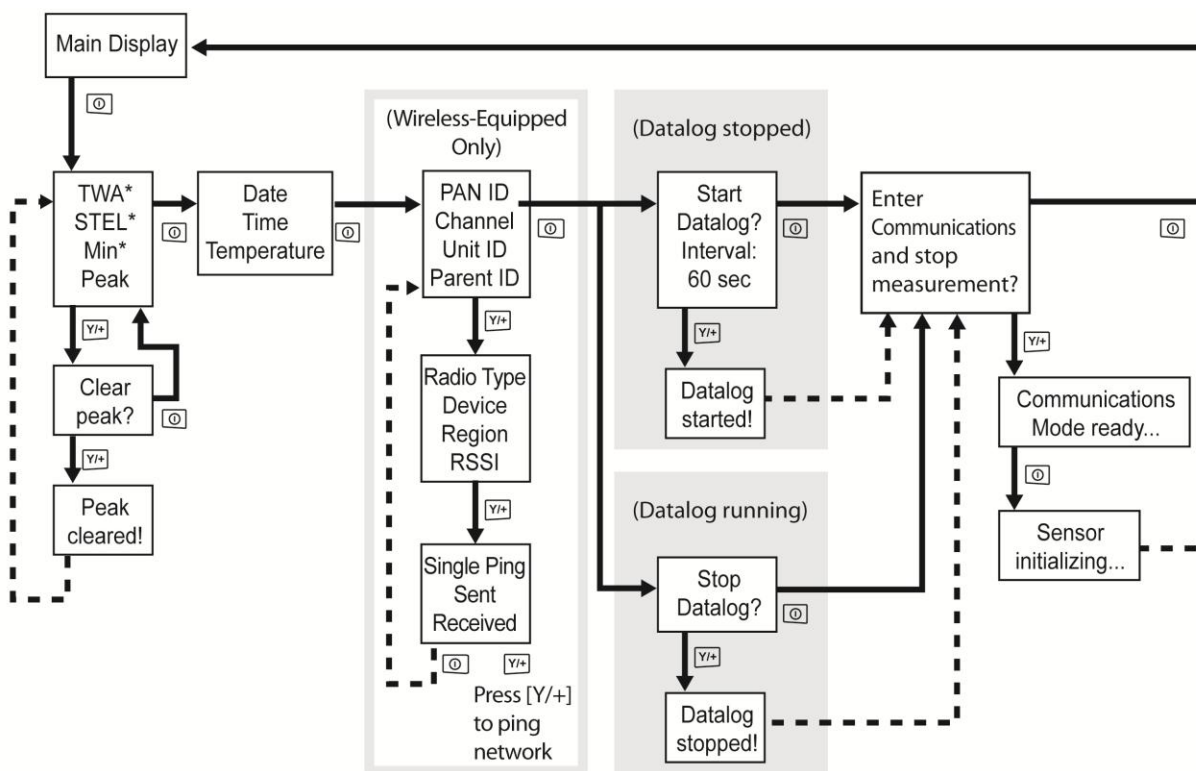 Main Display
TWA*
STEL*
Min*
Peak
Y/+
Clear
peak?
Y/+
Peak
cleared!
Date
Time
Temperature
(Wireless-Equipped
Only)
PAN ID
Channel
Unit ID
Parent ID
Y/+
Radio Type
Device
Region
RSSI
Y/+
Single Ping
Sent
Received
Y/+
Press [Y/+]
to ping
network
(Datalog stopped)
Start
Datalog?
Interval:
60 sec
Y/+
Datalog
started!
(Datalog running)
Stop
Datalog?
Y/+
Datalog
stopped!
Enter
Communications
and stop
measurement?
Y/+
Communications
Mode ready...
Sensor
initializing...